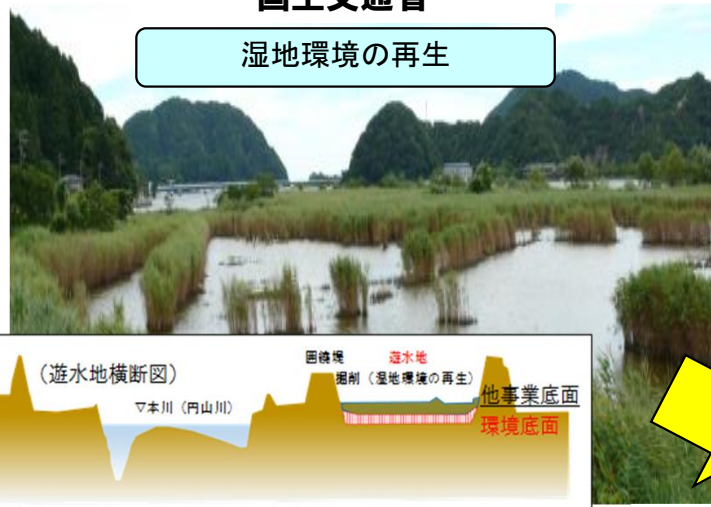 国土交通省
湿地環境の再生
(遊水地横断図)
囲繞堤
遊水地
掘削(湿地環境の再生)
▽本川(円山川)
他事業底面
環境底面